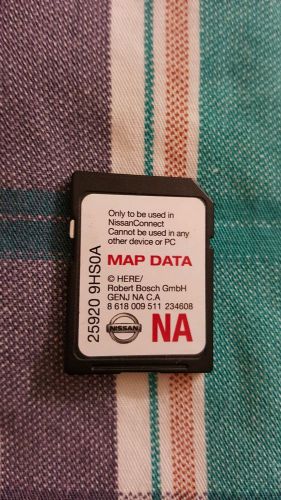 Only to be used in
NissanConnect
Cannot be used in any
other device or PC
MAP DATA
© HERE/
Robert Bosch GmbH
GENJ NA C.A
8 618 009 511 234608
NISSAN
NA
25920 9HS0A